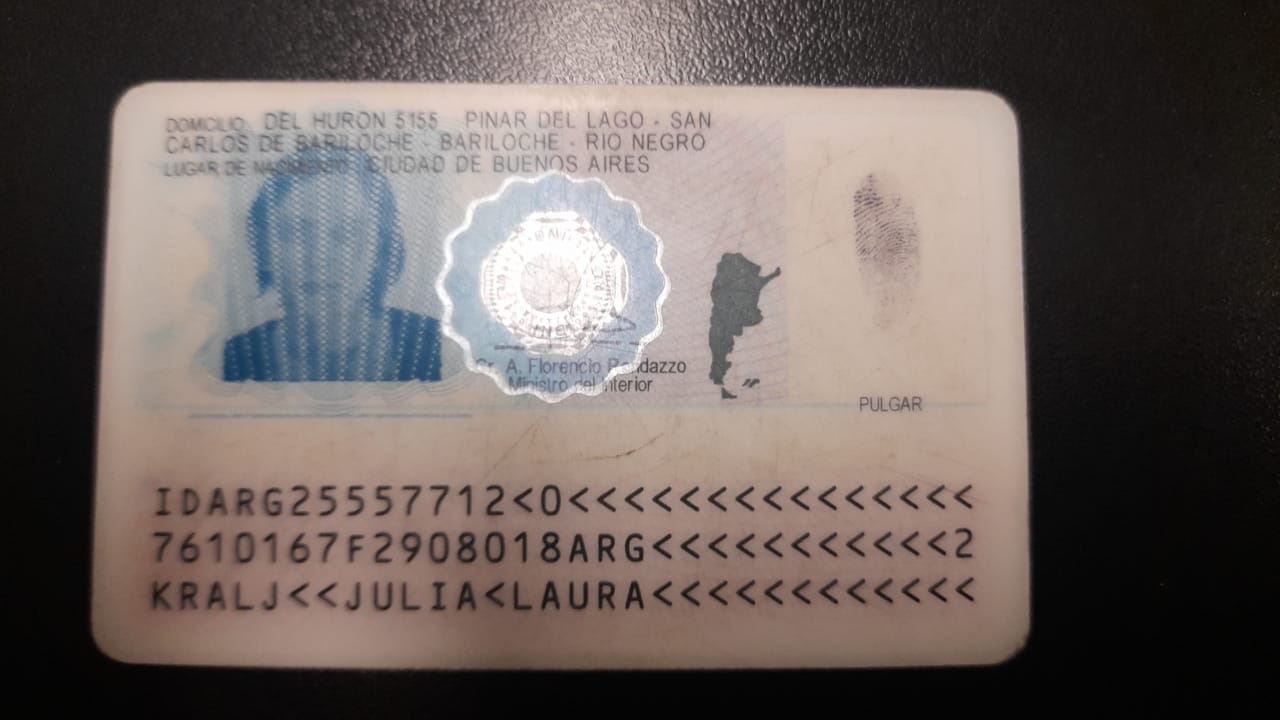 DOMICILIO: DEL HURON 5155 PINAR DEL LAGO - SAN
CARLOS DE BARILOCHE - BARILOCHE - RIO NEGRO
LUGAR DE NACIMIENTO: CIUDAD DE BUENOS AIRES
Cr. A. Florencio Randazzo
Ministro del Interior
PULGAR
IDARG25557712<0<<<<<<<<<<<<<<<
7610167F2908018ARG<<<<<<<<<<<2
KRALJ<<JULIA<LAURA<<<<<<<<<<<<